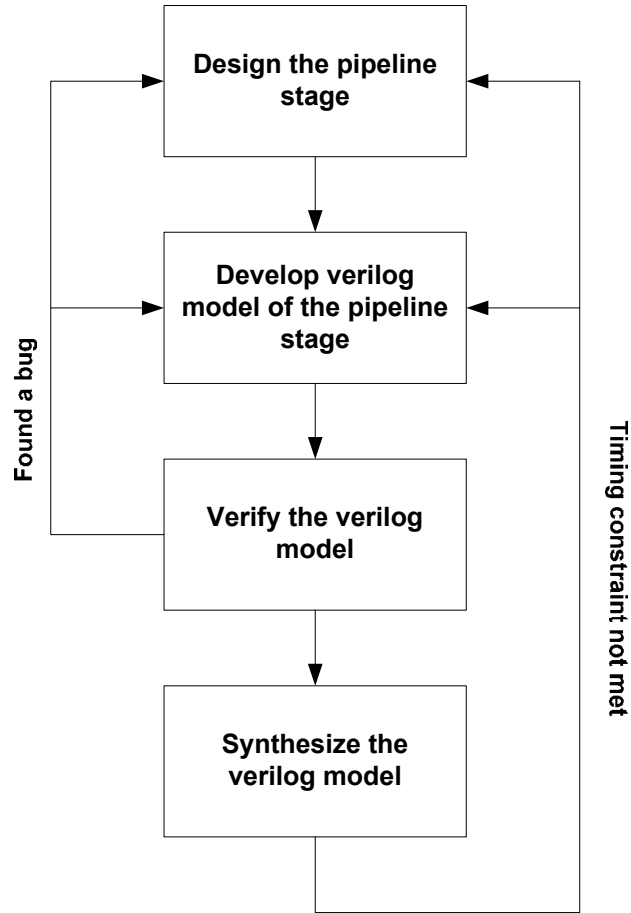 Design the pipeline
stage
Develop verilog
model of the pipeline
stage
Found a bug
Verify the verilog
model
Timing constraint not met
Synthesize the
verilog model